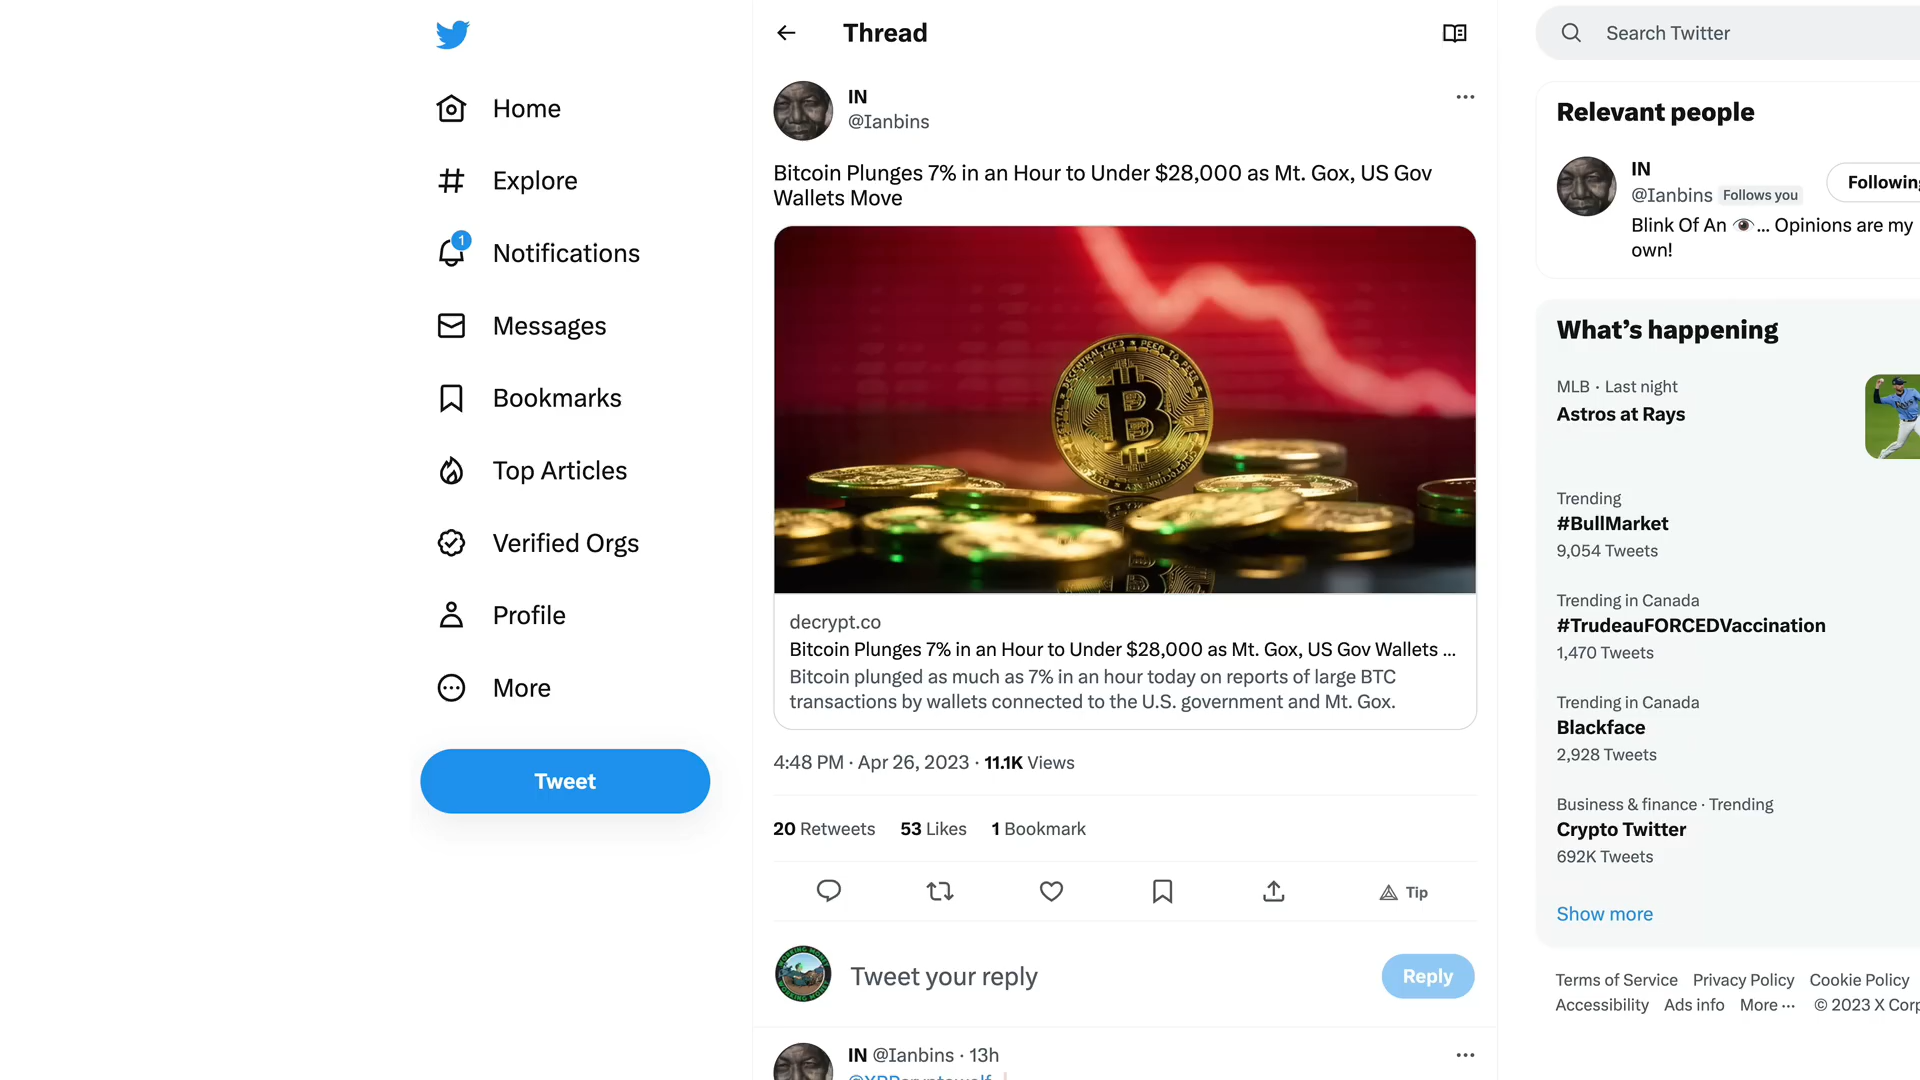 Thread
Search Twitter
Home
Explore
1
Notifications
Messages
Bookmarks
Top Articles
Verified Orgs
Profile
More
Tweet
IN
@Ianbins
Bitcoin Plunges 7% in an Hour to Under $28,000 as Mt. Gox, US Gov
Wallets Move
DECENTRALIZED ★ PEER TO PEER
decrypt.co
Bitcoin Plunges 7% in an Hour to Under $28,000 as Mt. Gox, US Gov Wallets ...
Bitcoin plunged as much as 7% in an hour today on reports of large BTC
transactions by wallets connected to the U.S. government and Mt. Gox.
4:48 PM · Apr 26, 2023 · 11.1K Views
20 Retweets 53 Likes 1 Bookmark
Tip
Tweet your reply
Reply
IN @Ianbins · 13h
Relevant people
IN
@Ianbins Follows you
Following
Blink Of An 👁... Opinions are my
own!
What's happening
MLB · Last night
Astros at Rays
Trending
#BullMarket
9,054 Tweets
Trending in Canada
#TrudeauFORCEDVaccination
1,470 Tweets
Trending in Canada
Blackface
2,928 Tweets
Business & finance · Trending
Crypto Twitter
692K Tweets
Show more
Terms of Service Privacy Policy Cookie Policy
Accessibility Ads info More ··· © 2023 X Corp